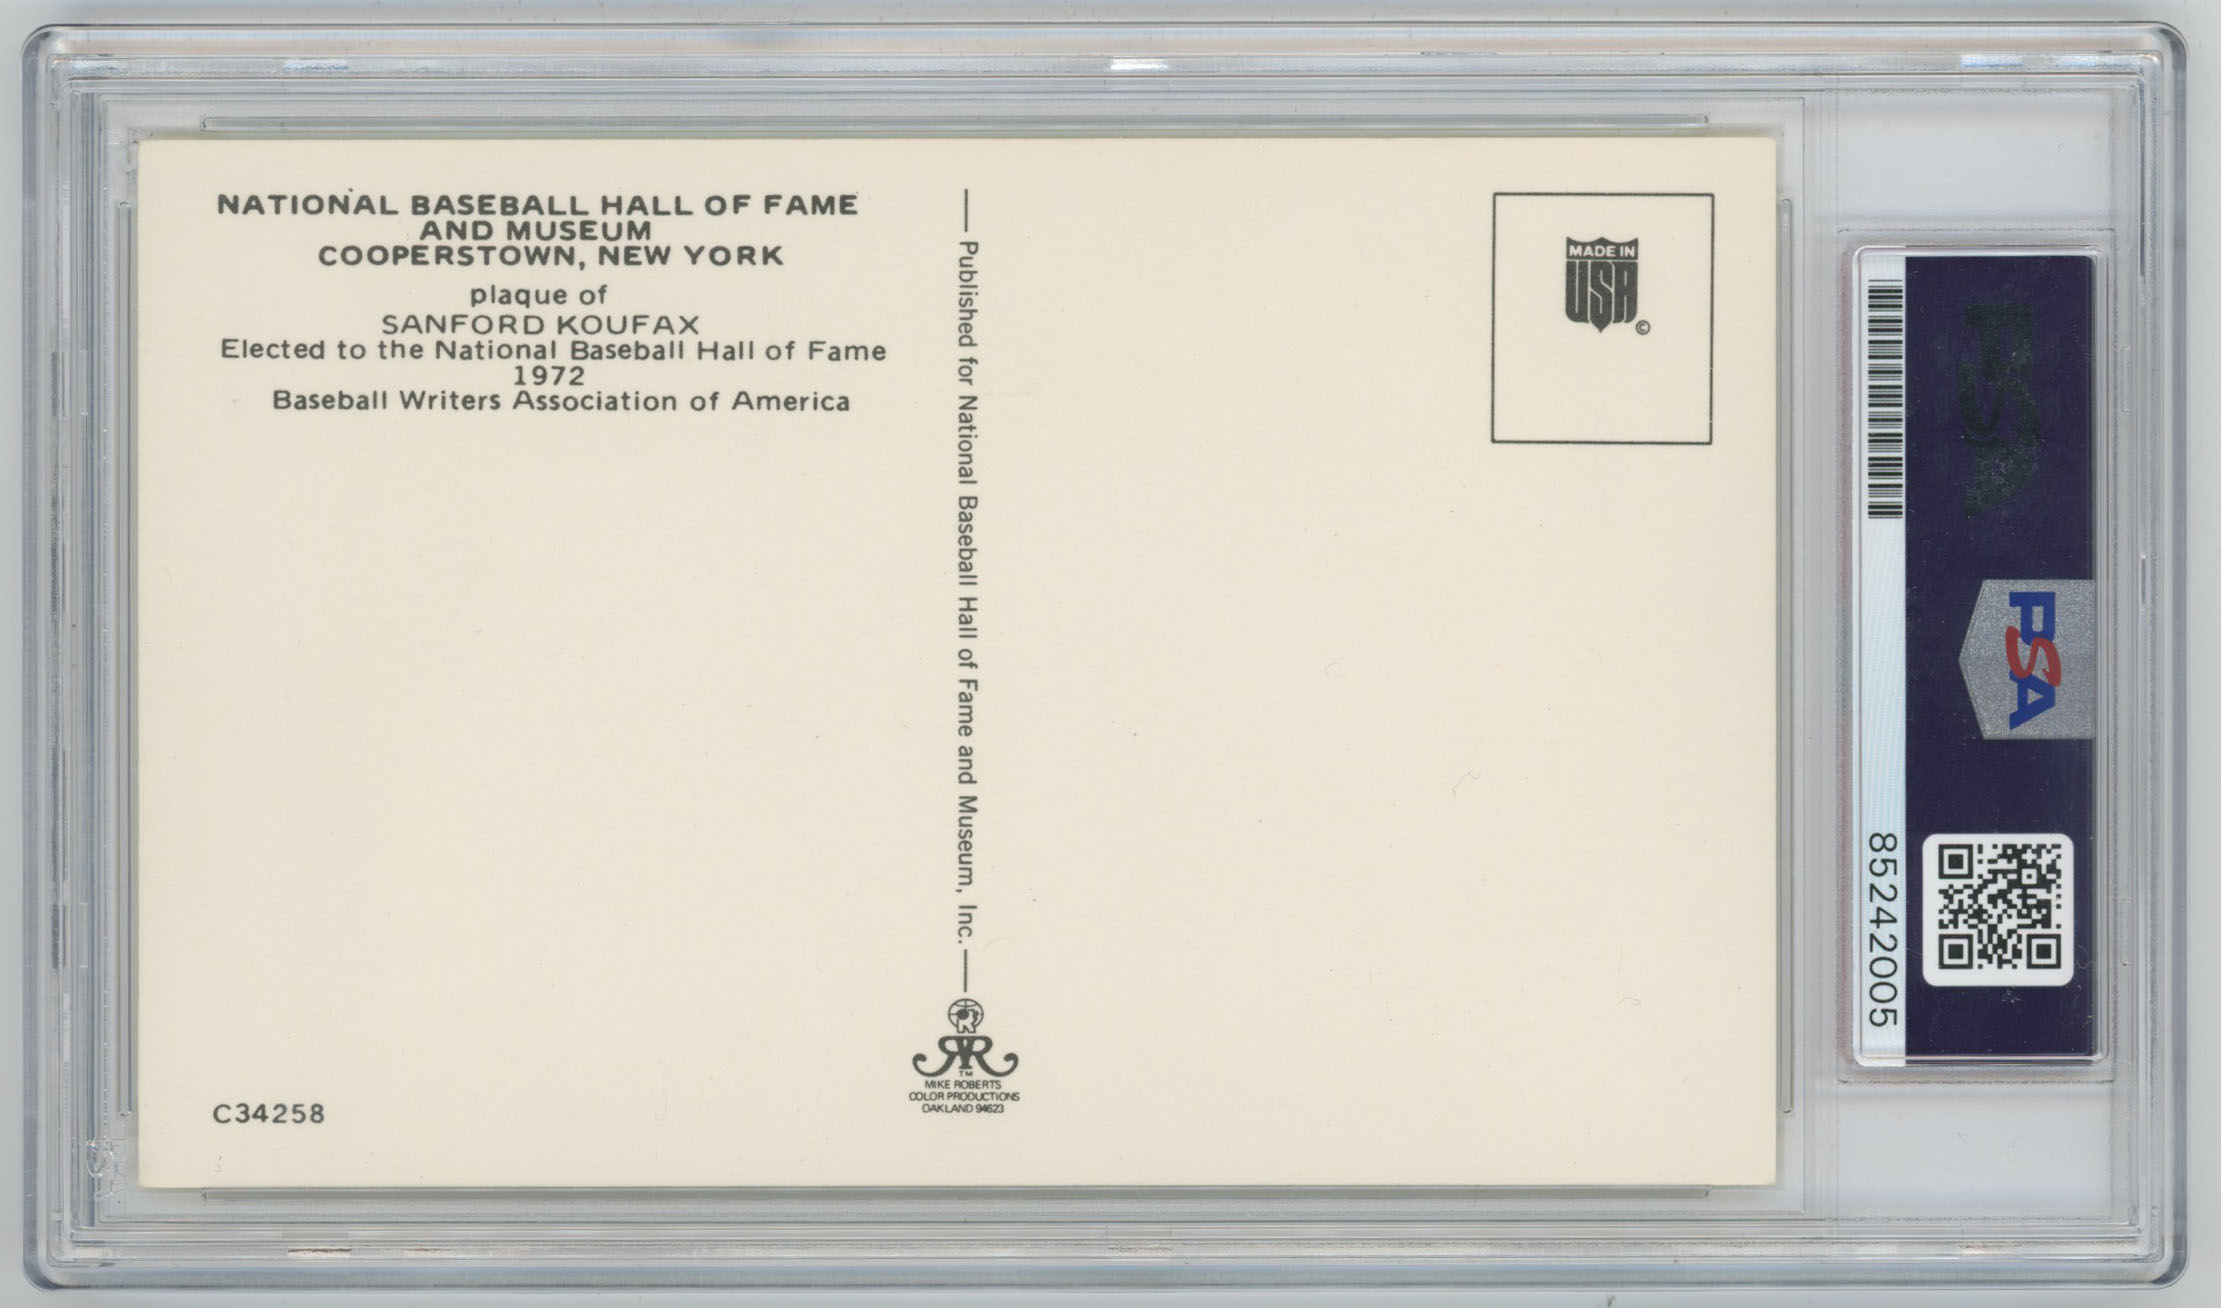 NATIONAL BASEBALL HALL OF FAME
AND MUSEUM
COOPERSTOWN, NEW YORK
plaque of
SANFORD KOUFAX
Elected to the National Baseball Hall of Fame
1972
Baseball Writers Association of America
C34258
Published for National Baseball Hall of Fame and Museum, Inc.
R
TM
MIKE ROBERTS
COLOR PRODUCTIONS
OAKLAND 94623
MADE IN
USA
©
PSA
PSA
85242005